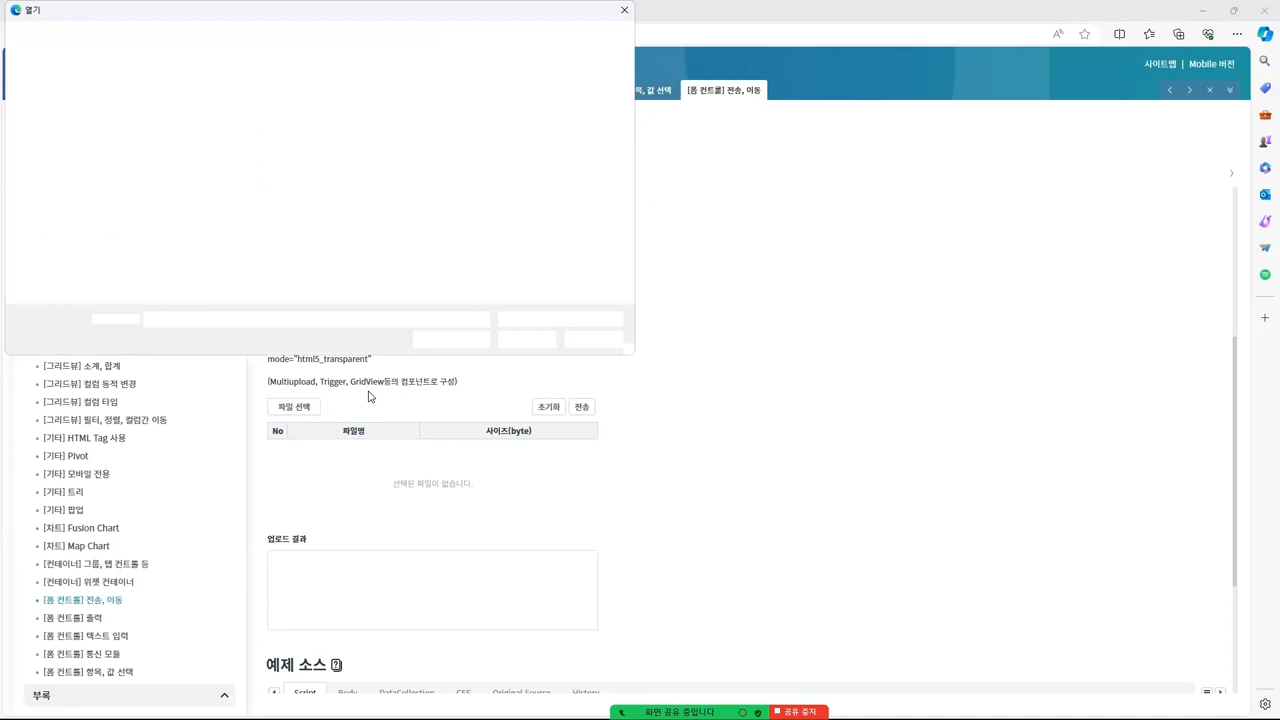 열기
사이트맵 | Mobile 버전
목, 값 선택
[폼 컨트롤] 전송, 이동
mode="html5_transparent"
(Multiupload, Trigger, GridView등의 컴포넌트로 구성)
파일 선택
초기화
전송
No
파일명
사이즈(byte)
선택된 파일이 없습니다.
업로드 결과
예제 소스
Script
Body
DataCollection
CSS
Original Source
History
[그리드뷰] 소계, 합계
[그리드뷰] 컬럼 동적 변경
[그리드뷰] 컬럼 타입
[그리드뷰] 필터, 정렬, 컬럼간 이동
[기타] HTML Tag 사용
[기타] Pivot
[기타] 모바일 전용
[기타] 트리
[기타] 팝업
[차트] Fusion Chart
[차트] Map Chart
[컨테이너] 그룹, 탭 컨트롤 등
[컨테이너] 위젯 컨테이너
[폼 컨트롤] 전송, 이동
[폼 컨트롤] 출력
[폼 컨트롤] 텍스트 입력
[폼 컨트롤] 통신 모듈
[폼 컨트롤] 항목, 값 선택
부록
화면 공유 중입니다
공유 중지